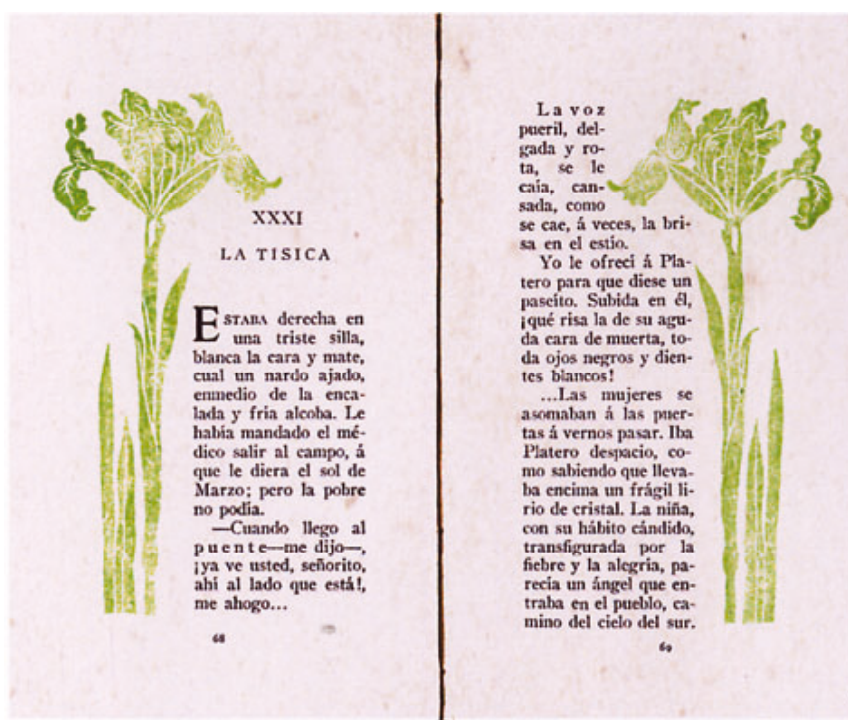 XXXI
LA TISICA
ESTABA derecha en
una triste silla,
blanca la cara y mate,
cual un nardo ajado,
enmedio de la enca-
lada y fria alcoba. Le
había mandado el mé-
dico salir al campo, á
que le diera el sol de
Marzo; pero la pobre
no podía.
—Cuando llego al
puente—me dijo—,
¡ya ve usted, señorito,
ahi al lado que está!,
me ahogo...
68
La voz
pueril, del-
gada y ro-
ta, se le
caía, can-
sada, como
se cae, á veces, la bri-
sa en el estío.
Yo le ofrecí á Pla-
tero para que diese un
paseíto. Subida en él,
¡qué risa la de su agu-
da cara de muerta, to-
da ojos negros y dien-
tes blancos!
...Las mujeres se
asomaban á las puer-
tas á vernos pasar. Iba
Platero despacio, co-
mo sabiendo que lleva-
ba encima un frágil li-
rio de cristal. La niña,
con su hábito cándido,
transfigurada por la
fiebre y la alegría, pa-
recía un ángel que en-
traba en el pueblo, ca-
mino del cielo del sur.
69